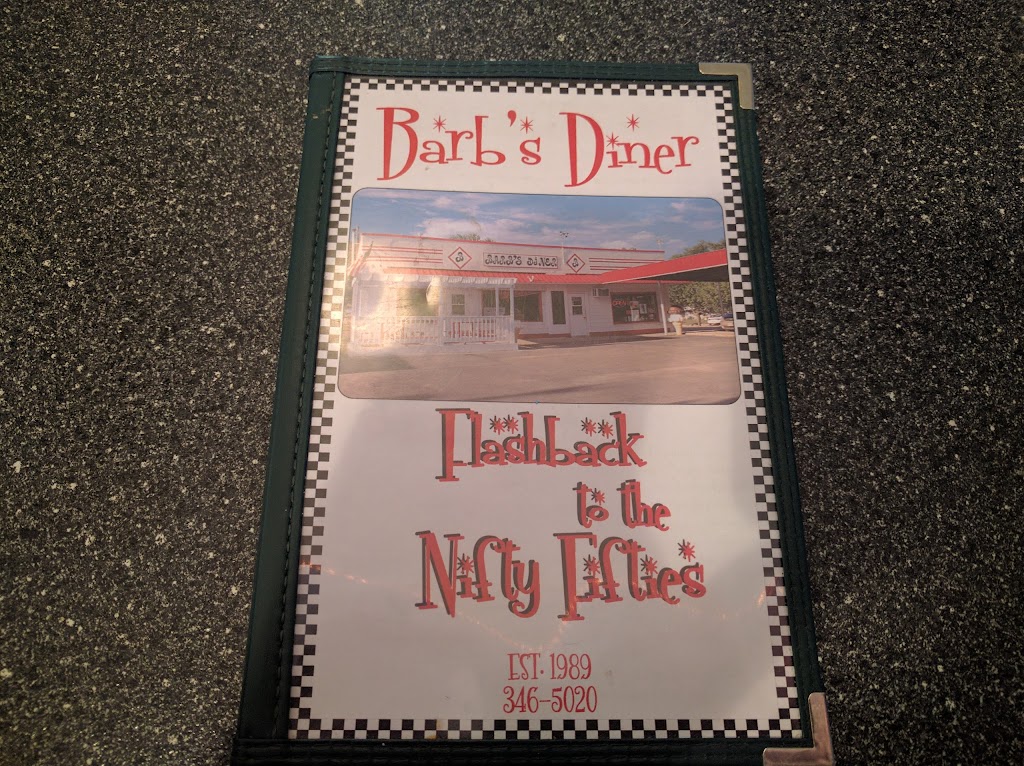 Barb's Diner
BARB'S DINER
Flashback
to the
Nifty Fifties
EST. 1989
346-5020